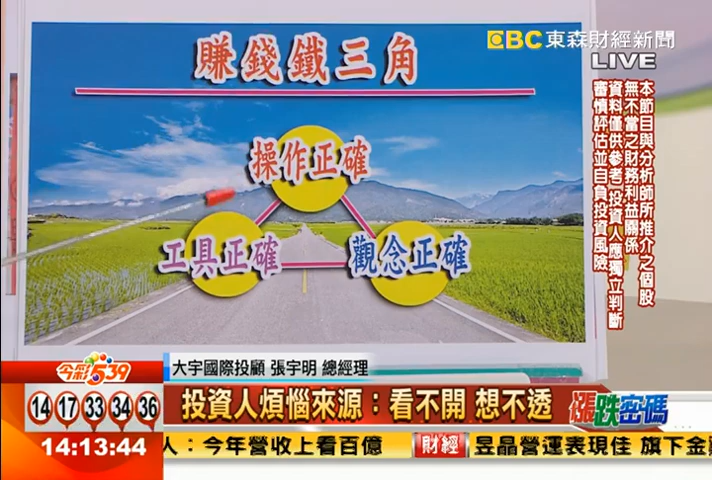 賺錢鐵三角
EBC 東森財經新聞
LIVE
操作正確
工具正確
觀念正確
本節目與分析師所推介之個股
無不當之財務利益關係
資料僅供參考 投資人應獨立判斷
審慎評估並自負投資風險
大宇國際投顧 張宇明 總經理
今彩539
投資人煩惱來源：看不開 想不透
漲跌密碼
14 17 33 34 36
14:13:44
人：今年營收上看百億
財經
昱晶營運表現佳 旗下金